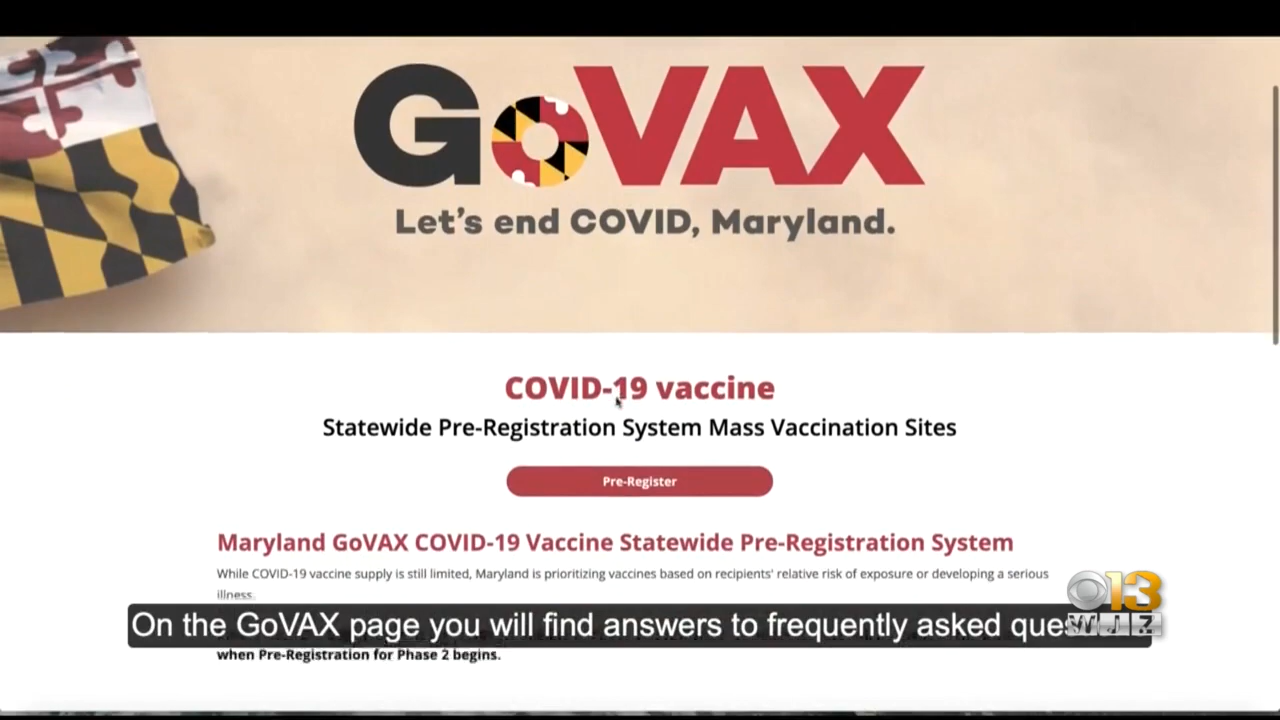 GoVAX
Let's end COVID, Maryland.
COVID-19 vaccine
Statewide Pre-Registration System Mass Vaccination Sites
Pre-Register
Maryland GoVAX COVID-19 Vaccine Statewide Pre-Registration System
While COVID-19 vaccine supply is still limited, Maryland is prioritizing vaccines based on recipients' relative risk of exposure or developing a serious
illness.
13
WJZ
On the GoVAX page you will find answers to frequently asked
when Pre-Registration for Phase 2 begins.